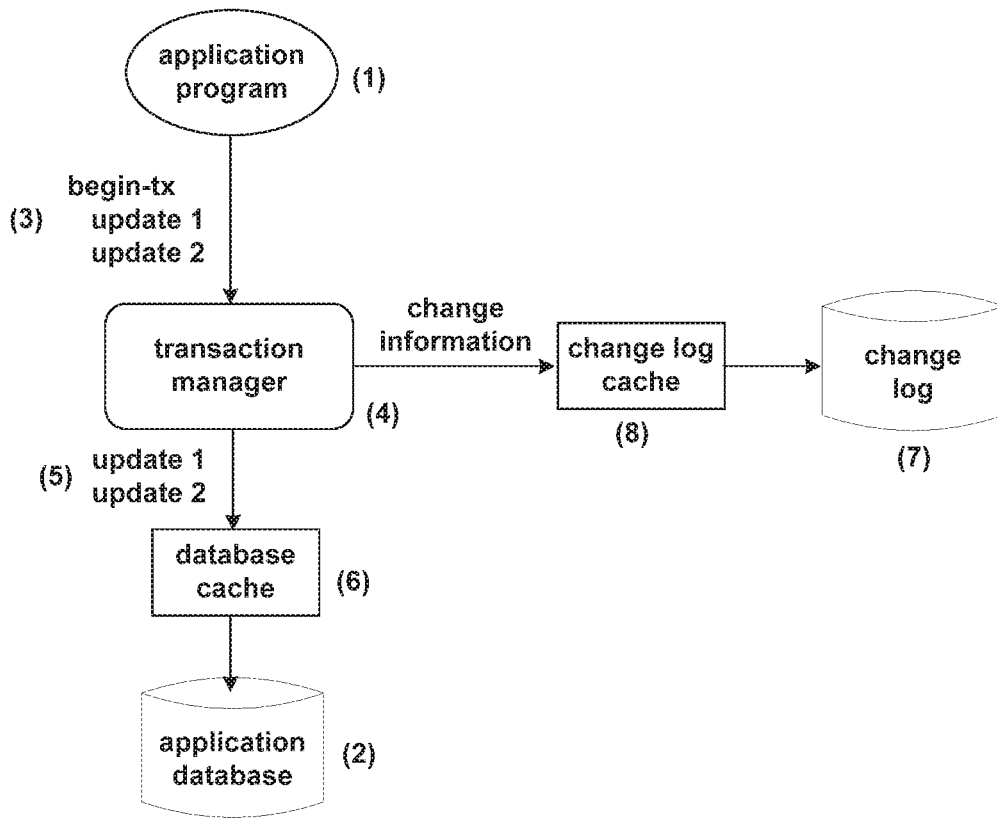 application
program
(1)
begin-tx
(3)
update 1
update 2
change
information
transaction
manager
(4)
change log
cache
(8)
change
log
(7)
(5)
update 1
update 2
database
cache
(6)
application
database
(2)